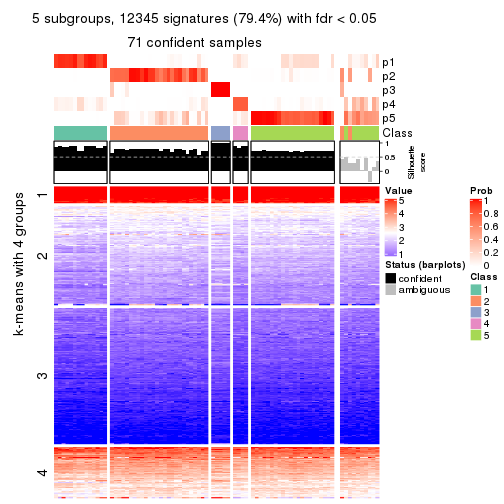 5 subgroups, 12345 signatures (79.4%) with fdr < 0.05
71 confident samples
p1
p2
p3
p4
p5
Class
1
0.5
0
Silhouette
score
k-means with 4 groups
1
2
3
4
Value
5
4
3
2
1
Status (barplots)
confident
ambiguous
Prob
1
0.8
0.6
0.4
0.2
0
Class
1
2
3
4
5